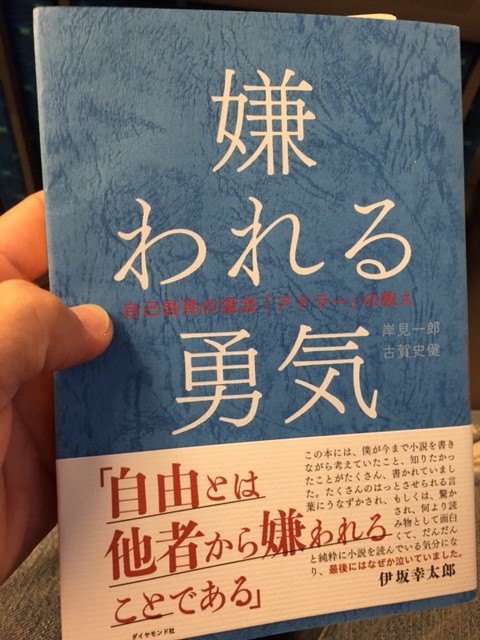 嫌
われる
自己啓発の源流「アドラー」の教え
勇気
岸見一郎
古賀史健
「自由とは
他者から嫌われる
ことである」
この本には、僕が今まで小説を書き
ながら考えていたこと、知りたかっ
たことがたくさん、書かれていまし
た。たくさんのはっとさせられる言
葉にうなずかされ、もしくは、驚か
され、何より読
み物として面白
くて、だんだん
と純粋に小説を読んでいる気分にな
り、最後にはなぜか泣いていました。
伊坂幸太郎
ダイヤモンド社